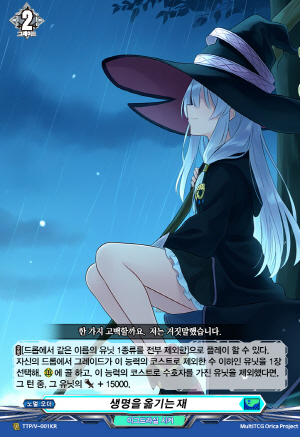 2
그레이드
한 가지 고백할까요. 저는 거짓말했습니다.
[드롭에서 같은 이름의 유닛 1종류를 전부 제외함]으로 플레이 할 수 있다.
자신의 드롭에서 그레이드가 이 능력의 코스트로 제외한 수 이하인 유닛을 1장
선택해, 에 콜 하고, 이 능력의 코스트로 수호자를 가진 유닛을 제외했다면,
그 턴 중, 그 유닛의 + 15000.
노멀 오더
생명을 옮기는 재
TTP/V-001KR
MultiTCG Orica Project